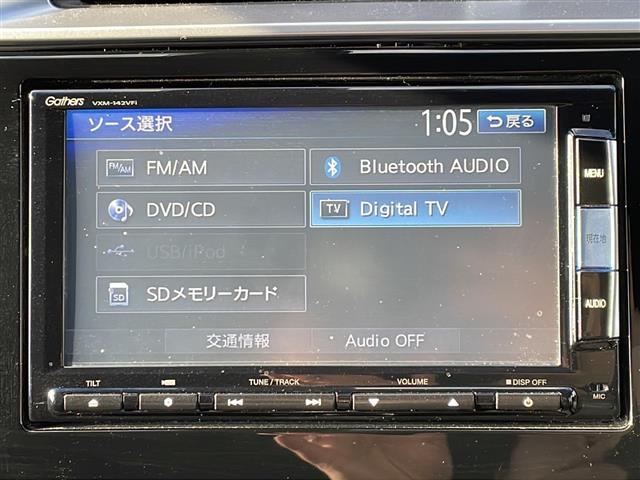 Gathers VXM-142VFi
ソース選択 1:05 戻る
FM/AM FM/AM Bluetooth AUDIO
DVD/CD TV Digital TV
USB/iPod
SD SDメモリーカード
交通情報 Audio OFF
MENU
現在地
AUDIO
TILT TUNE/TRACK VOLUME DISP OFF
MIC